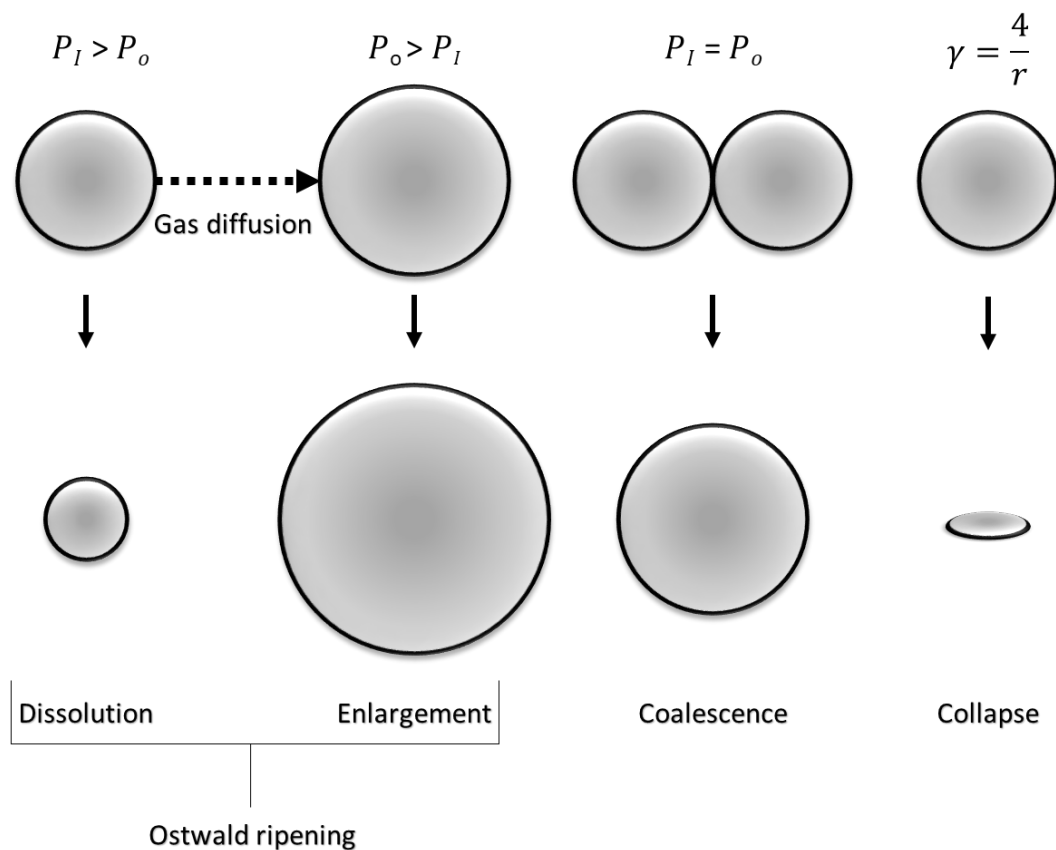 P_I > P_o
P_o > P_I
P_I = P_o
γ = 4/r
Gas diffusion
Dissolution
Enlargement
Coalescence
Collapse
Ostwald ripening